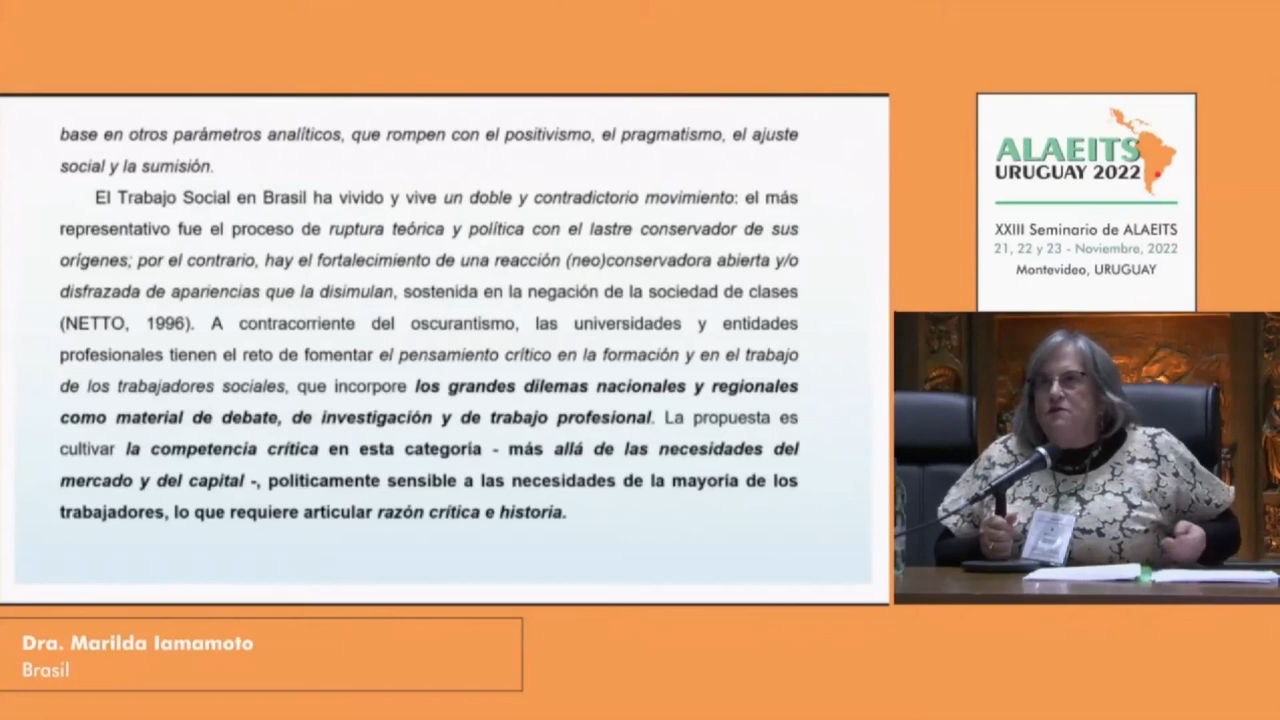 base en otros parámetros analíticos, que rompen con el positivismo, el pragmatismo, el ajuste
social y la sumisión.
El Trabajo Social en Brasil ha vivido y vive un doble y contradictorio movimiento: el más
representativo fue el proceso de ruptura teórica y política con el lastre conservador de sus
orígenes; por el contrario, hay el fortalecimiento de una reacción (neo)conservadora abierta y/o
disfrazada de apariencias que la disimulan, sostenida en la negación de la sociedad de clases
(NETTO, 1996). A contracorriente del oscurantismo, las universidades y entidades
profesionales tienen el reto de fomentar el pensamiento crítico en la formación y en el trabajo
de los trabajadores sociales, que incorpore los grandes dilemas nacionales y regionales
como material de debate, de investigación y de trabajo profesional. La propuesta es
cultivar la competencia crítica en esta categoría - más allá de las necesidades del
mercado y del capital -, politicamente sensible a las necesidades de la mayoría de los
trabajadores, lo que requiere articular razón crítica e historia.
ALAEITS
URUGUAY 2022
XXIII Seminario de ALAEITS
21, 22 y 23 - Noviembre, 2022
Montevideo, URUGUAY
Dra. Marilda Iamamoto
Brasil